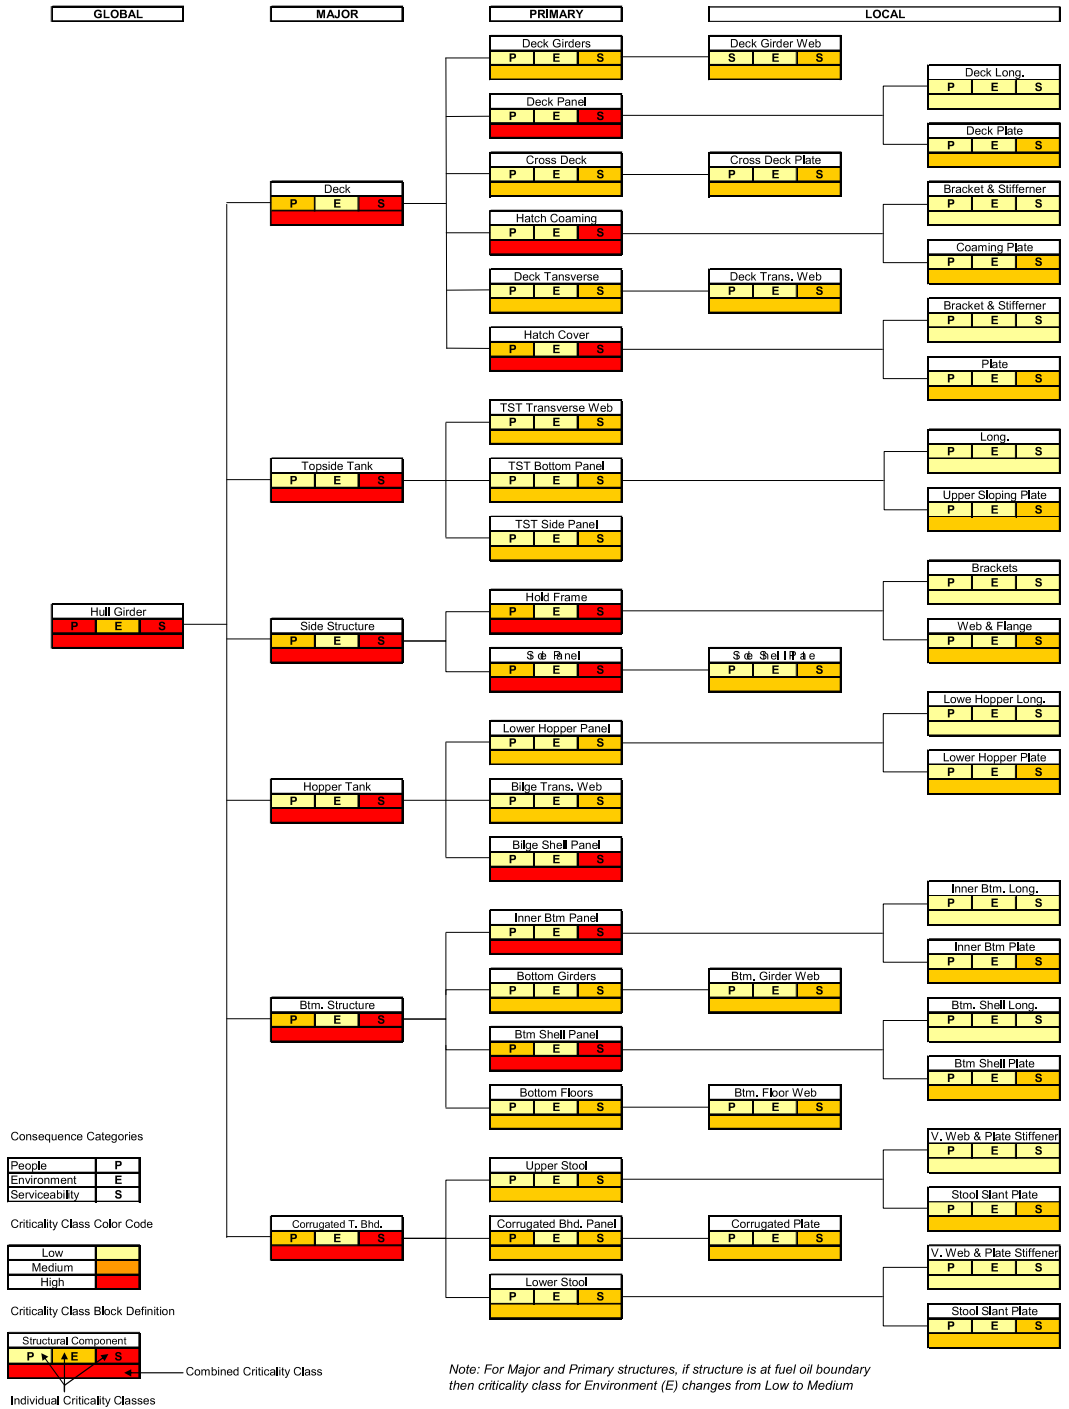 GLOBAL
MAJOR
PRIMARY
LOCAL
Hull Girder
P E S
Deck
P E S
Deck Girders
P E S
Deck Girder Web
S E S
Deck Panel
P E S
Deck Long.
P E S
Deck Plate
P E S
Cross Deck
P E S
Cross Deck Plate
P E S
Hatch Coaming
P E S
Bracket & Stifferner
P E S
Coaming Plate
P E S
Deck Tansverse
P E S
Deck Trans. Web
P E S
Hatch Cover
P E S
Bracket & Stifferner
P E S
Plate
P E S
Topside Tank
P E S
TST Transverse Web
P E S
TST Bottom Panel
P E S
Long.
P E S
Upper Sloping Plate
P E S
TST Side Panel
P E S
Side Structure
P E S
Hold Frame
P E S
Brackets
P E S
Web & Flange
P E S
Side Panel
P E S
Side Shell Plate
P E S
Hopper Tank
P E S
Lower Hopper Panel
P E S
Lowe Hopper Long.
P E S
Lower Hopper Plate
P E S
Bilge Trans. Web
P E S
Bilge Shell Panel
P E S
Btm. Structure
P E S
Inner Btm Panel
P E S
Inner Btm. Long.
P E S
Inner Btm Plate
P E S
Bottom Girders
P E S
Btm. Girder Web
P E S
Btm Shell Panel
P E S
Btm. Shell Long.
P E S
Btm Shell Plate
P E S
Bottom Floors
P E S
Btm. Floor Web
P E S
Corrugated T. Bhd.
P E S
Upper Stool
P E S
V. Web & Plate Stiffener
P E S
Stool Slant Plate
P E S
Corrugated Bhd. Panel
P E S
Corrugated Plate
P E S
Lower Stool
P E S
V. Web & Plate Stiffener
P E S
Stool Slant Plate
P E S
Consequence Categories
People P
Environment E
Serviceability S
Criticality Class Color Code
Low
Medium
High
Criticality Class Block Definition
Structural Component
P E S
Combined Criticality Class
Individual Criticality Classes
Note: For Major and Primary structures, if structure is at fuel oil boundary
then criticality class for Environment (E) changes from Low to Medium